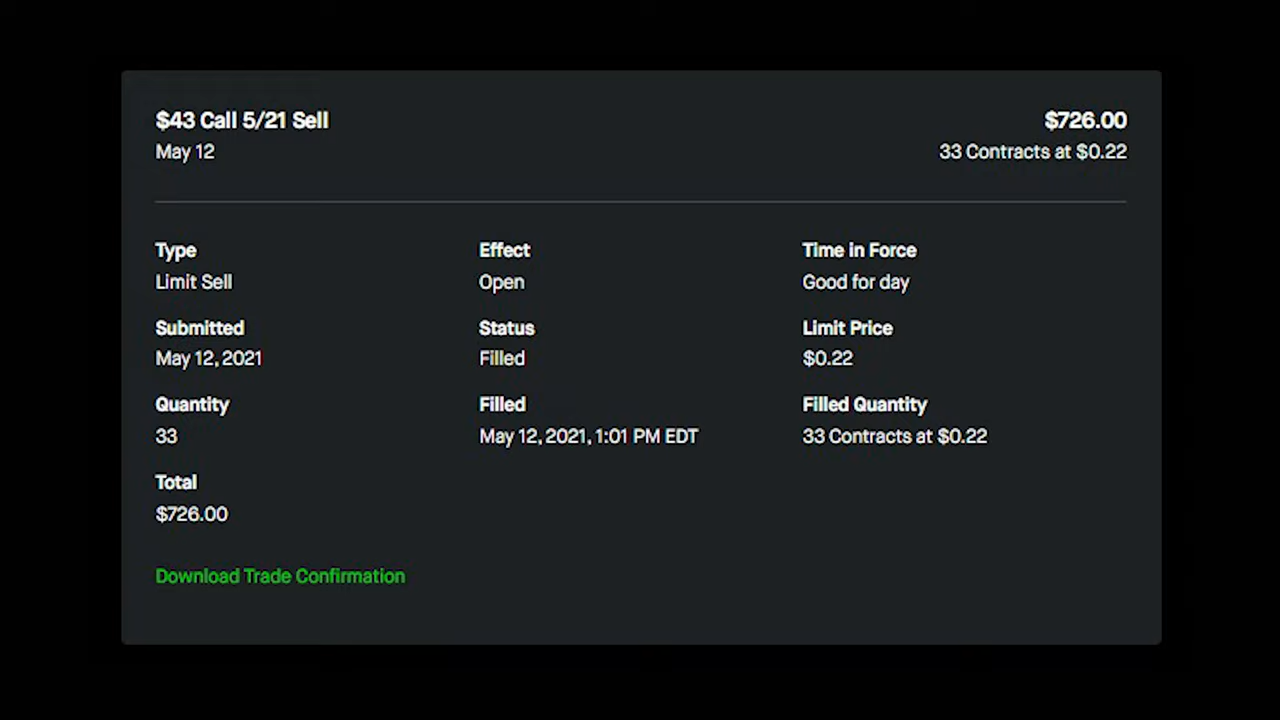 $43 Call 5/21 Sell
$726.00
May 12
33 Contracts at $0.22
Type
Effect
Time in Force
Limit Sell
Open
Good for day
Submitted
Status
Limit Price
May 12, 2021
Filled
$0.22
Quantity
Filled
Filled Quantity
33
May 12, 2021, 1:01 PM EDT
33 Contracts at $0.22
Total
$726.00
Download Trade Confirmation